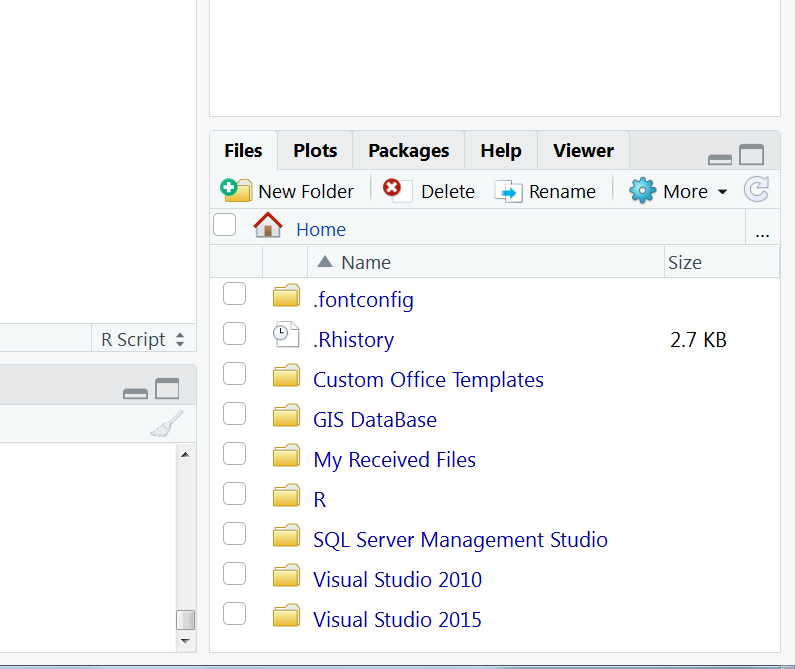 Files Plots Packages Help Viewer
New Folder Delete Rename More
Home ...
Name Size
.fontconfig
.Rhistory 2.7 KB
R Script
Custom Office Templates
GIS DataBase
My Received Files
R
SQL Server Management Studio
Visual Studio 2010
Visual Studio 2015